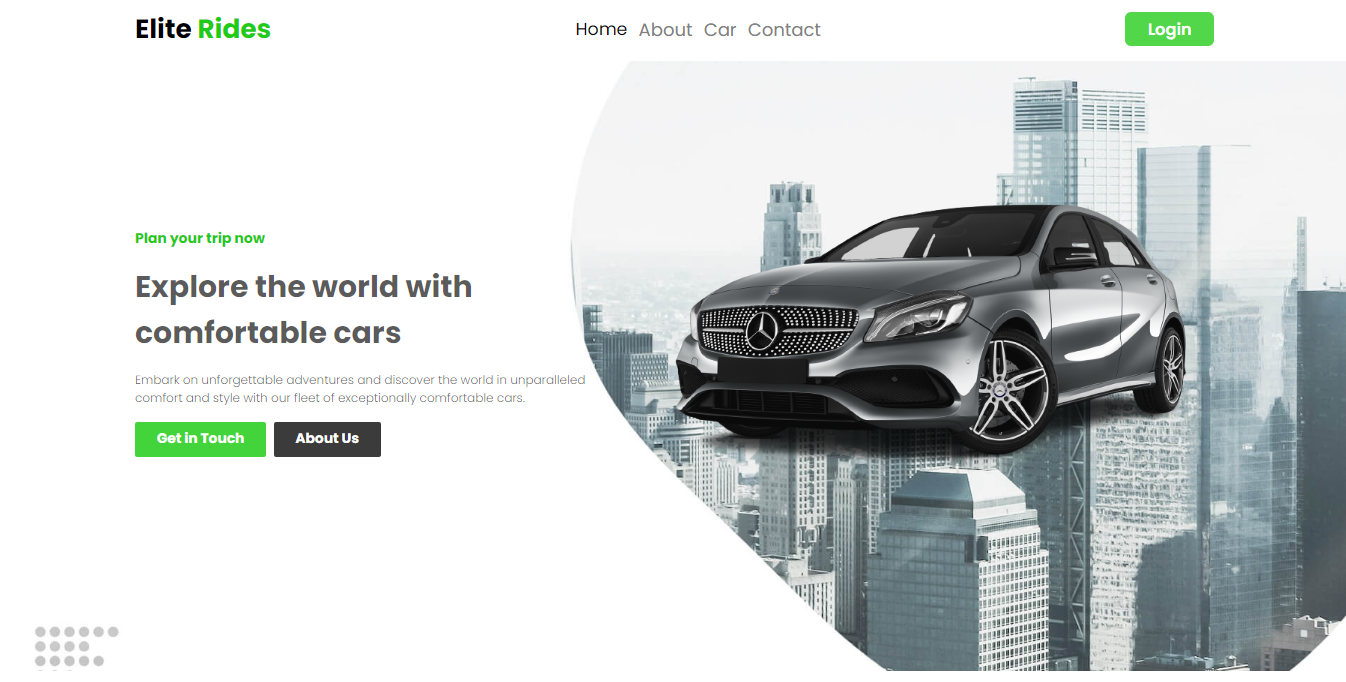 Elite Rides
Home About Car Contact
Login
Plan your trip now
Explore the world with
comfortable cars
Embark on unforgettable adventures and discover the world in unparalleled
comfort and style with our fleet of exceptionally comfortable cars.
Get in Touch
About Us